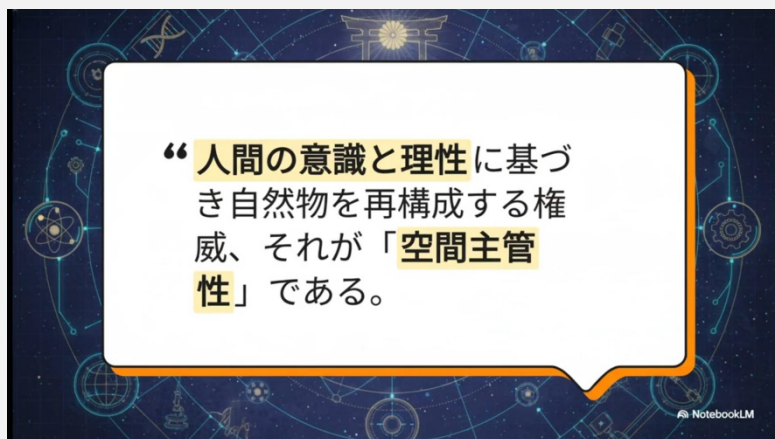 “人間の意識と理性に基づ
き自然物を再構成する権
威、それが「空間主管
性」である。
NotebookLM